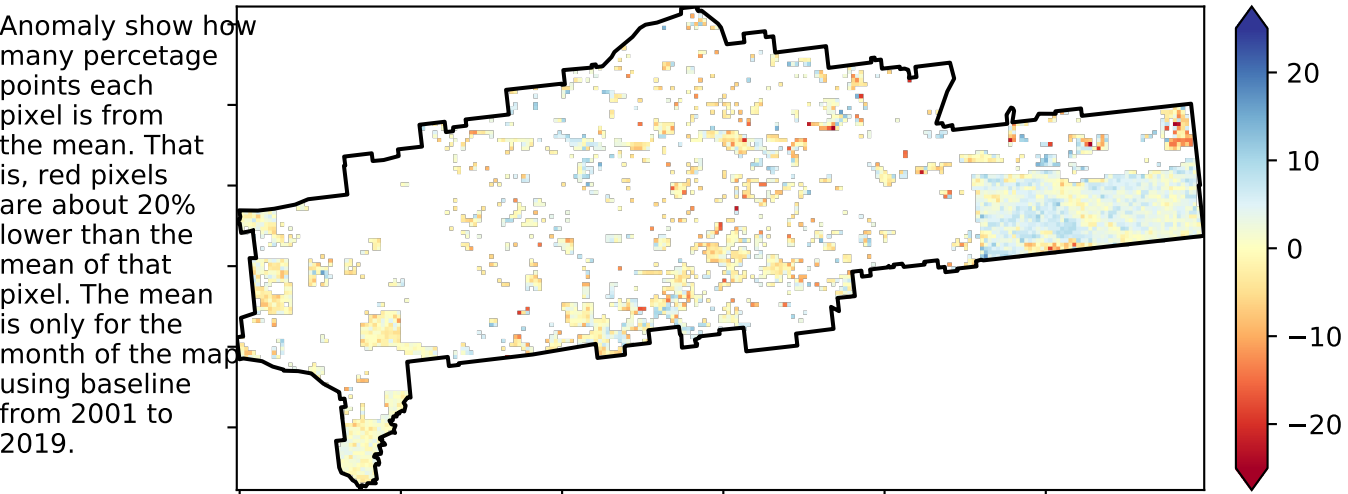 Anomaly show how
many percetage
points each
pixel is from
the mean. That
is, red pixels
are about 20%
lower than the
mean of that
pixel. The mean
is only for the
month of the map
using baseline
from 2001 to
2019.
20
10
0
−10
−20